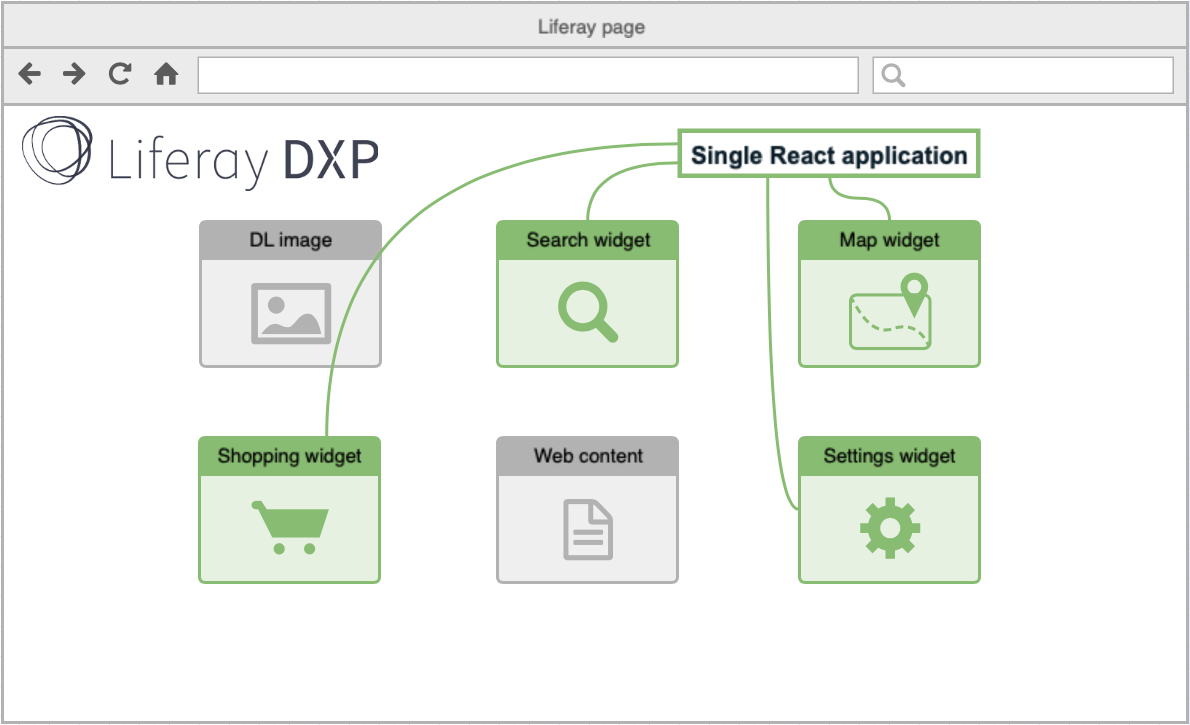 Liferay page
Liferay DXP
Single React application
DL image
Search widget
Map widget
Shopping widget
Web content
Settings widget